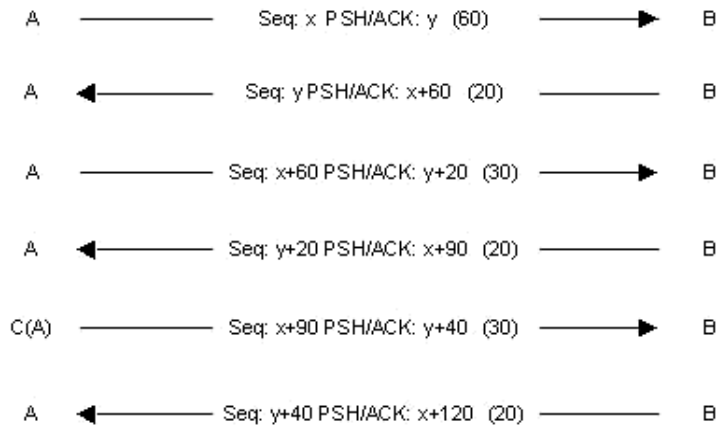 A Seq: x PSH/ACK: y (60) B
A Seq: y PSH/ACK: x+60 (20) B
A Seq: x+60 PSH/ACK: y+20 (30) B
A Seq: y+20 PSH/ACK: x+90 (20) B
C(A) Seq: x+90 PSH/ACK: y+40 (30) B
A Seq: y+40 PSH/ACK: x+120 (20) B